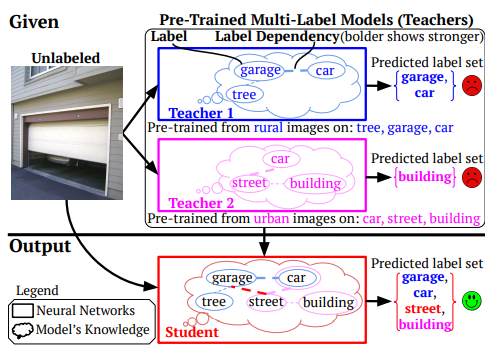 Given
Pre-Trained Multi-Label Models (Teachers)
Unlabeled
Label
Label Dependency(bolder shows stronger)
garage
car
tree
Teacher 1
Predicted label set
{garage,
car}
Pre-trained from rural images on: tree, garage, car
car
street
building
Teacher 2
Predicted label set
{building}
Pre-trained from urban images on: car, street, building
Output
Legend
Neural Networks
Model's Knowledge
garage
car
tree
street
building
Student
Predicted label set
{garage,
car,
street,
building}